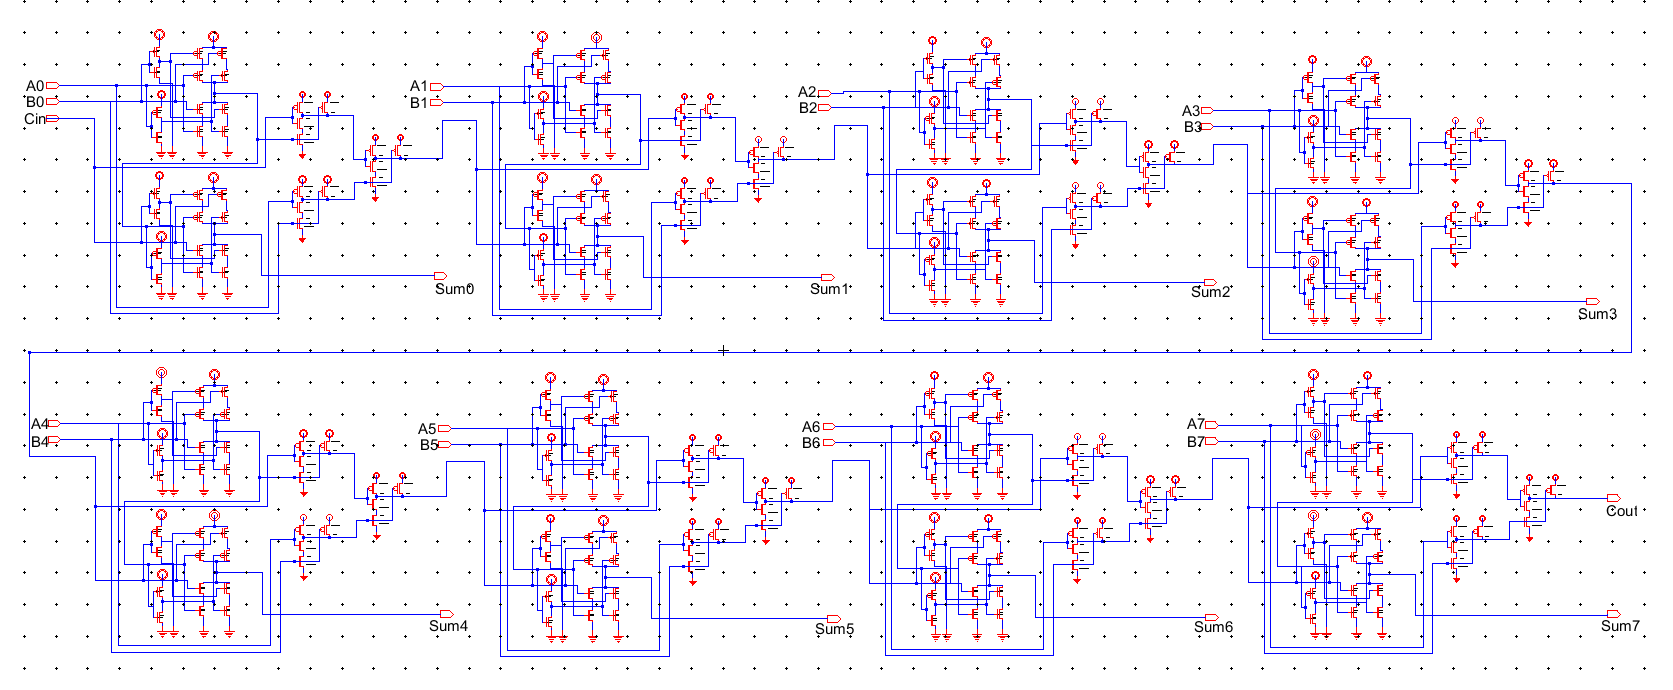 A0
B0
Cin
A1
B1
A2
B2
A3
B3
Sum0
Sum1
Sum2
Sum3
A4
B4
A5
B5
A6
B6
A7
B7
Cout
Sum4
Sum5
Sum6
Sum7